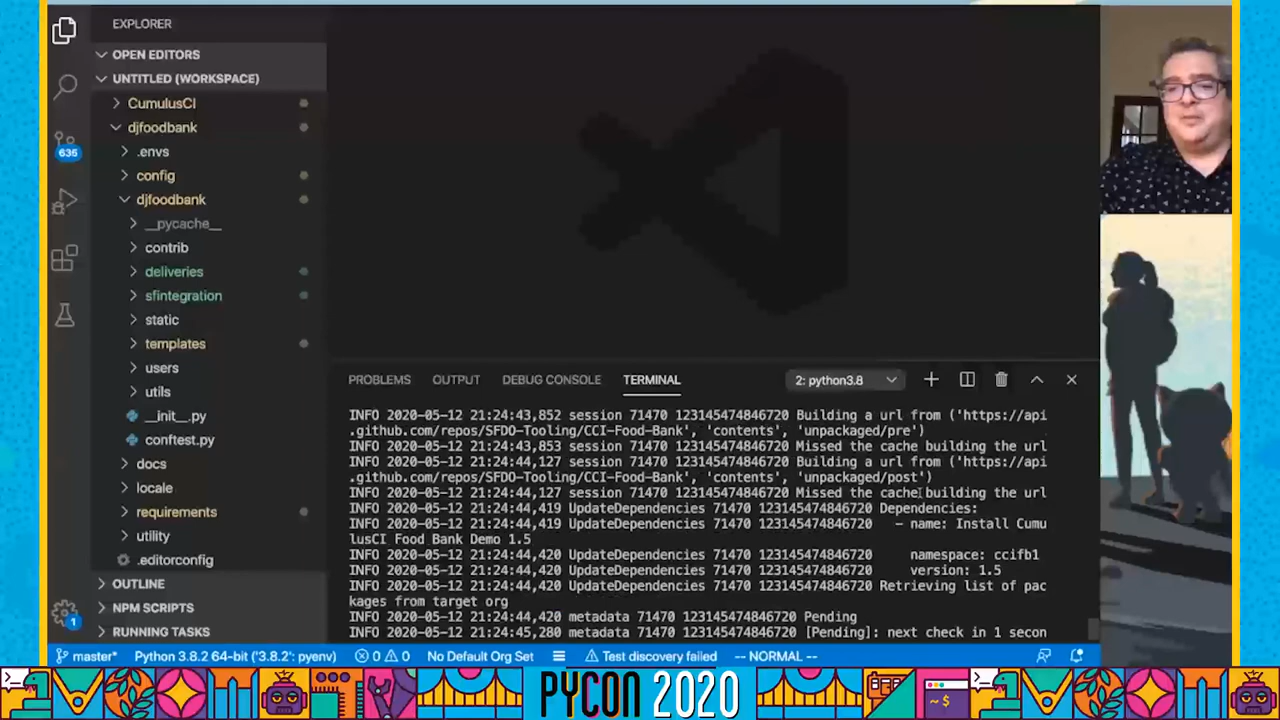 EXPLORER
OPEN EDITORS
UNTITLED (WORKSPACE)
CumulusCI
djfoodbank
.envs
config
djfoodbank
__pycache__
contrib
deliveries
sfintegration
static
templates
users
utils
__init__.py
conftest.py
docs
locale
requirements
utility
.editorconfig
OUTLINE
NPM SCRIPTS
RUNNING TASKS
635
1
PROBLEMS OUTPUT DEBUG CONSOLE TERMINAL 2: python3.8
INFO 2020-05-12 21:24:43,852 session 71470 123145474846720 Building a url from ('https://api
.github.com/repos/SFDO-Tooling/CCI-Food-Bank', 'contents', 'unpackaged/pre')
INFO 2020-05-12 21:24:43,853 session 71470 123145474846720 Missed the cache building the url
INFO 2020-05-12 21:24:44,127 session 71470 123145474846720 Building a url from ('https://api
.github.com/repos/SFDO-Tooling/CCI-Food-Bank', 'contents', 'unpackaged/post')
INFO 2020-05-12 21:24:44,127 session 71470 123145474846720 Missed the cache building the url
INFO 2020-05-12 21:24:44,419 UpdateDependencies 71470 123145474846720 Dependencies:
INFO 2020-05-12 21:24:44,419 UpdateDependencies 71470 123145474846720 - name: Install Cumu
lusCI Food Bank Demo 1.5
INFO 2020-05-12 21:24:44,420 UpdateDependencies 71470 123145474846720 namespace: ccifb1
INFO 2020-05-12 21:24:44,420 UpdateDependencies 71470 123145474846720 version: 1.5
INFO 2020-05-12 21:24:44,420 UpdateDependencies 71470 123145474846720 Retrieving list of pac
kages from target org
INFO 2020-05-12 21:24:44,420 metadata 71470 123145474846720 Pending
INFO 2020-05-12 21:24:45,280 metadata 71470 123145474846720 [Pending]: next check in 1 secon
master* Python 3.8.2 64-bit ('3.8.2': pyenv) 0 0 No Default Org Set Test discovery failed -- NORMAL --
PYCON 2020
~$